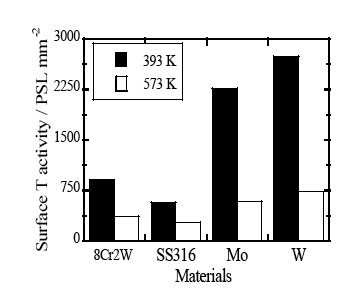 Surface T activity / PSL mm-2
3000
2250
1500
750
0
393 K
573 K
8Cr2W SS316 Mo W
Materials